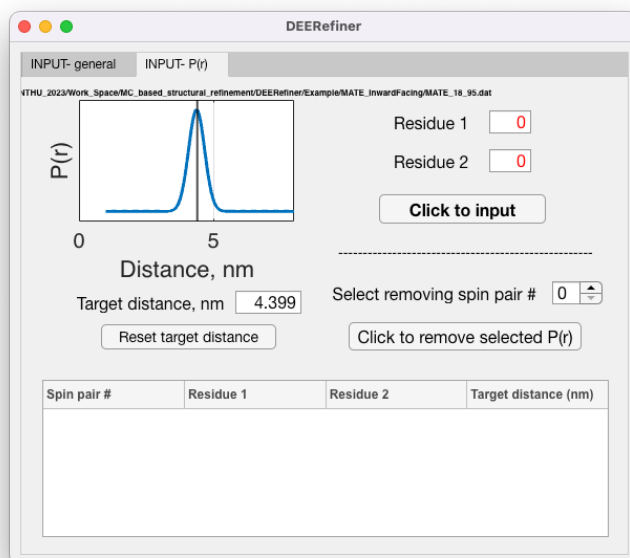 DEERefiner
INPUT- general
INPUT- P(r)
NTHU_2023/Work_Space/MC_based_structural_refinement/DEERefiner/Example/MATE_InwardFacing/MATE_18_95.dat
P(r)
0
5
Distance, nm
Target distance, nm 4.399
Reset target distance
Residue 1 0
Residue 2 0
Click to input
Select removing spin pair # 0
Click to remove selected P(r)
Spin pair # Residue 1 Residue 2 Target distance (nm)